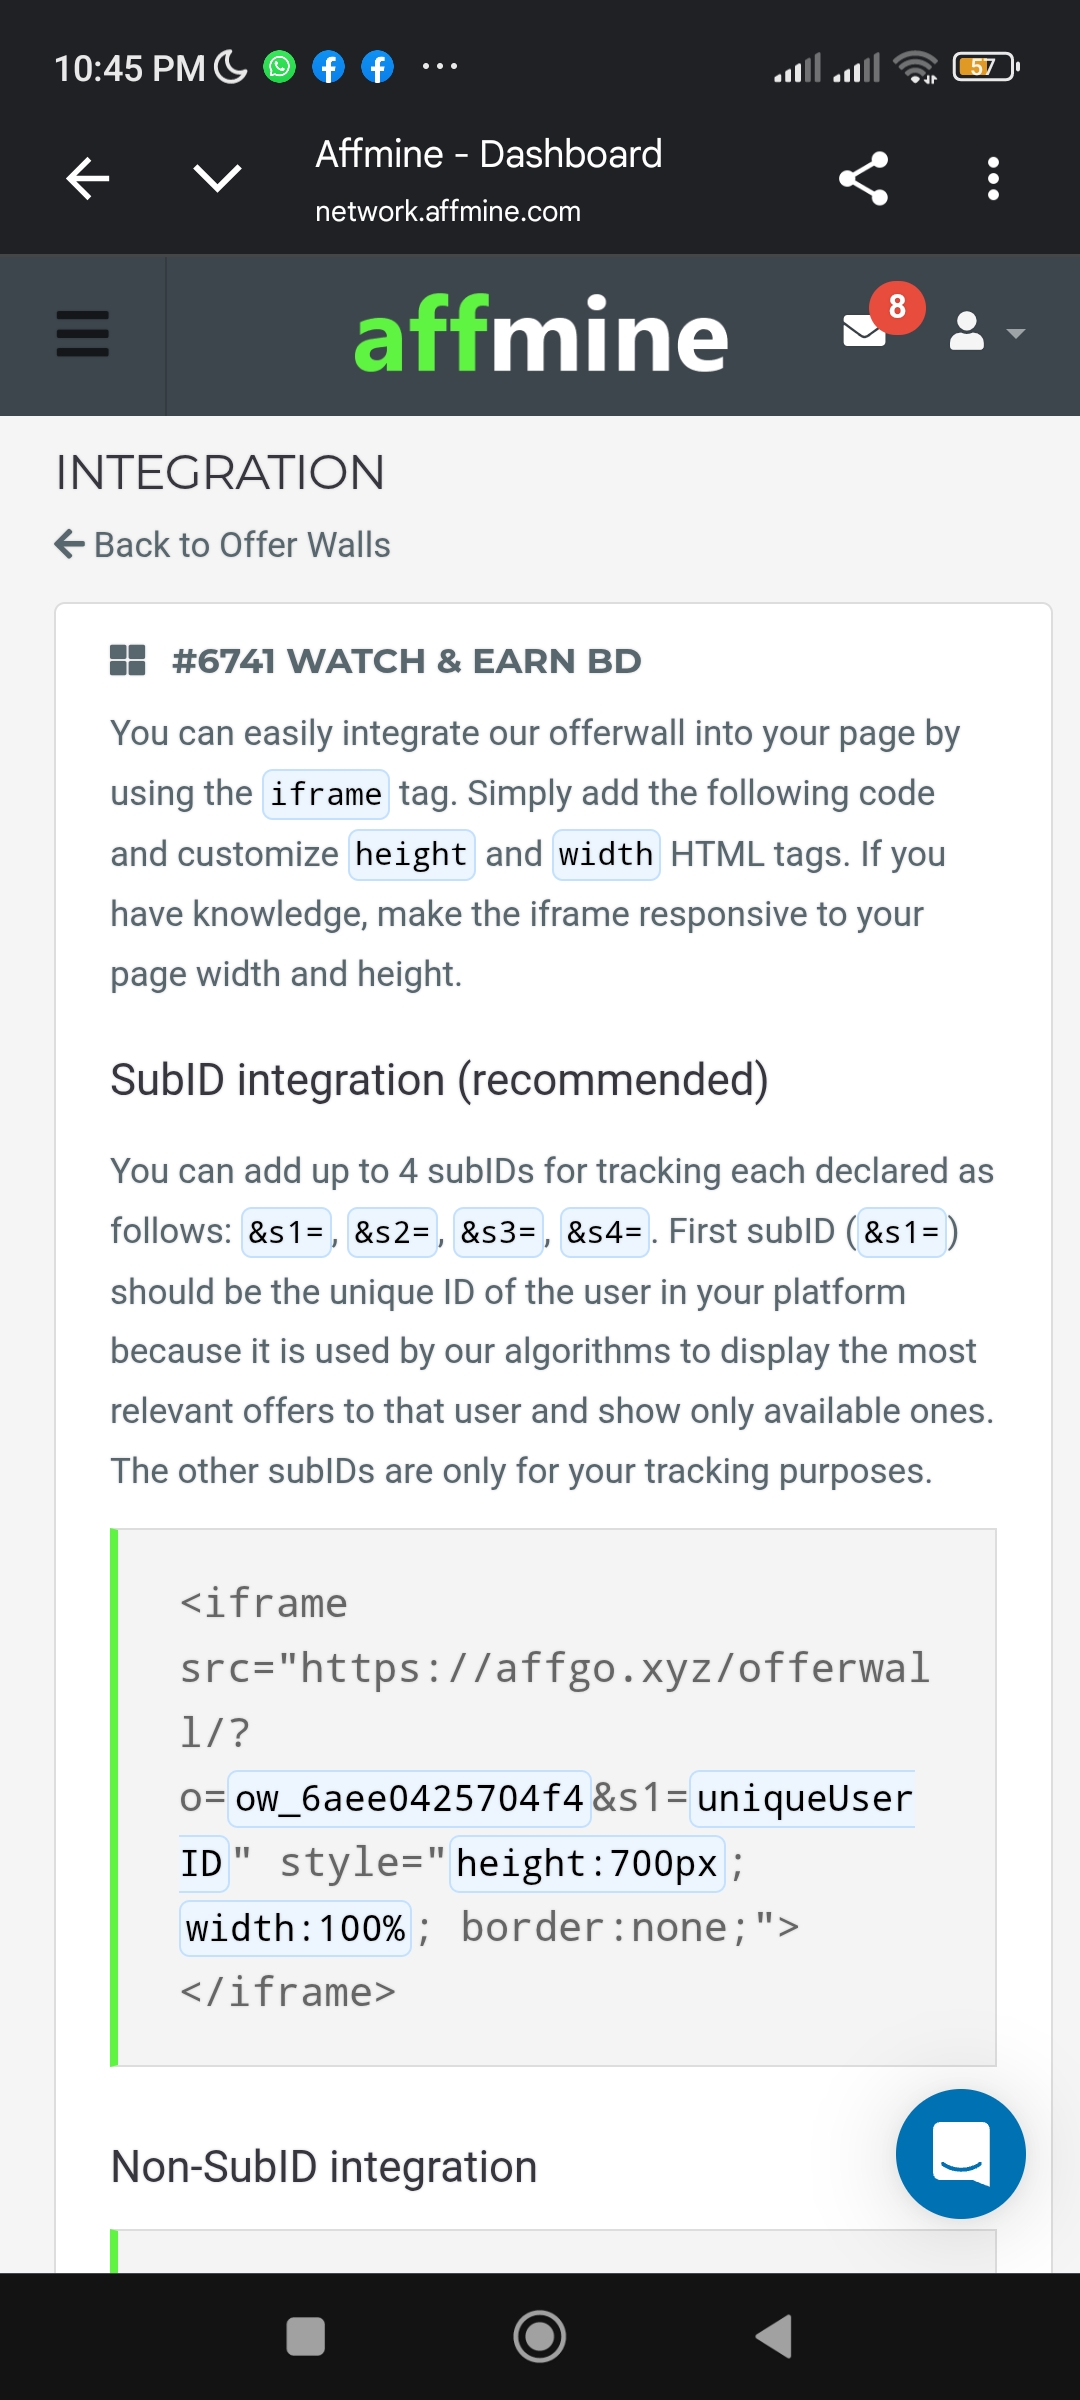 10:45 PM
57
Affmine - Dashboard
network.affmine.com
affmine
8
INTEGRATION
Back to Offer Walls
#6741 WATCH & EARN BD
You can easily integrate our offerwall into your page by
using the iframe tag. Simply add the following code
and customize height and width HTML tags. If you
have knowledge, make the iframe responsive to your
page width and height.
SubID integration (recommended)
You can add up to 4 subIDs for tracking each declared as
follows: &s1=, &s2=, &s3=, &s4=. First subID (&s1=)
should be the unique ID of the user in your platform
because it is used by our algorithms to display the most
relevant offers to that user and show only available ones.
The other subIDs are only for your tracking purposes.
<iframe
src="https://affgo.xyz/offerwal
l/?
o=ow_6aee0425704f4&s1=uniqueUser
ID" style="height:700px;
width:100%; border:none;">
</iframe>
Non-SubID integration